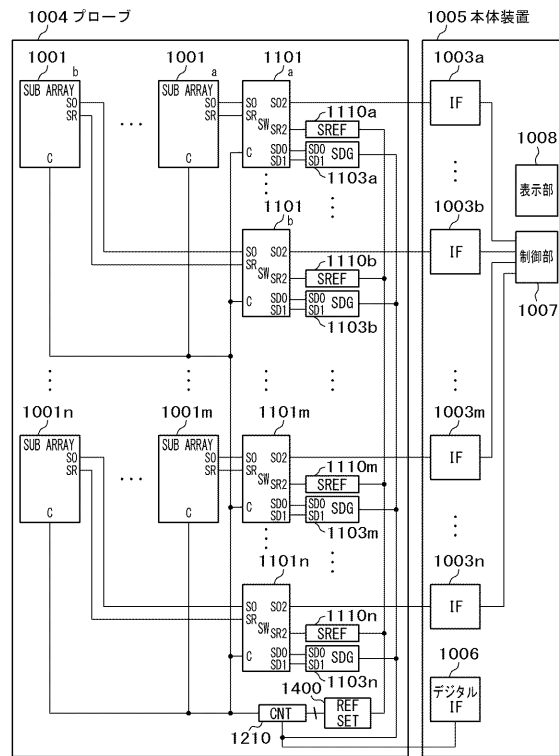 1004 プローブ
1005 本体装置
1001
b
1001
a
1101
a
1003a
SUB ARRAY
SO
SR
C
...
SUB ARRAY
SO
SR
C
SO
SR
SW
C
SO2
SR2
SD0
SD1
1110a
SREF
SD0
SD1
SDG
1103a
IF
1008
表示部
1101
b
SO
SR
SW
C
SO2
SR2
SD0
SD1
1110b
SREF
SD0
SD1
SDG
1103b
1003b
IF
制御部
1007
1001n
1001m
1101m
1003m
SUB ARRAY
SO
SR
C
...
SUB ARRAY
SO
SR
C
SO
SR
SW
C
SO2
SR2
SD0
SD1
1110m
SREF
SD0
SD1
SDG
1103m
IF
1101n
SO
SR
SW
C
SO2
SR2
SD0
SD1
1110n
SREF
SD0
SD1
SDG
1103n
1003n
IF
1400
CNT
1210
REF
SET
1006
デジタル
IF